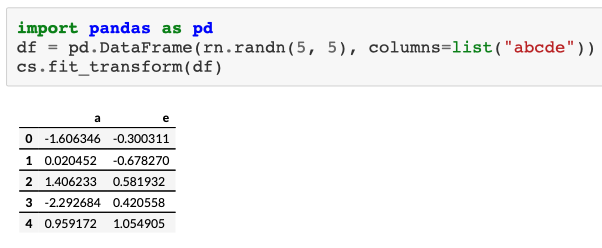 import pandas as pd
df = pd.DataFrame(rn.randn(5, 5), columns=list("abcde"))
cs.fit_transform(df)
a e
0 -1.606346 -0.300311
1 0.020452 -0.678270
2 1.406233 0.581932
3 -2.292684 0.420558
4 0.959172 1.054905